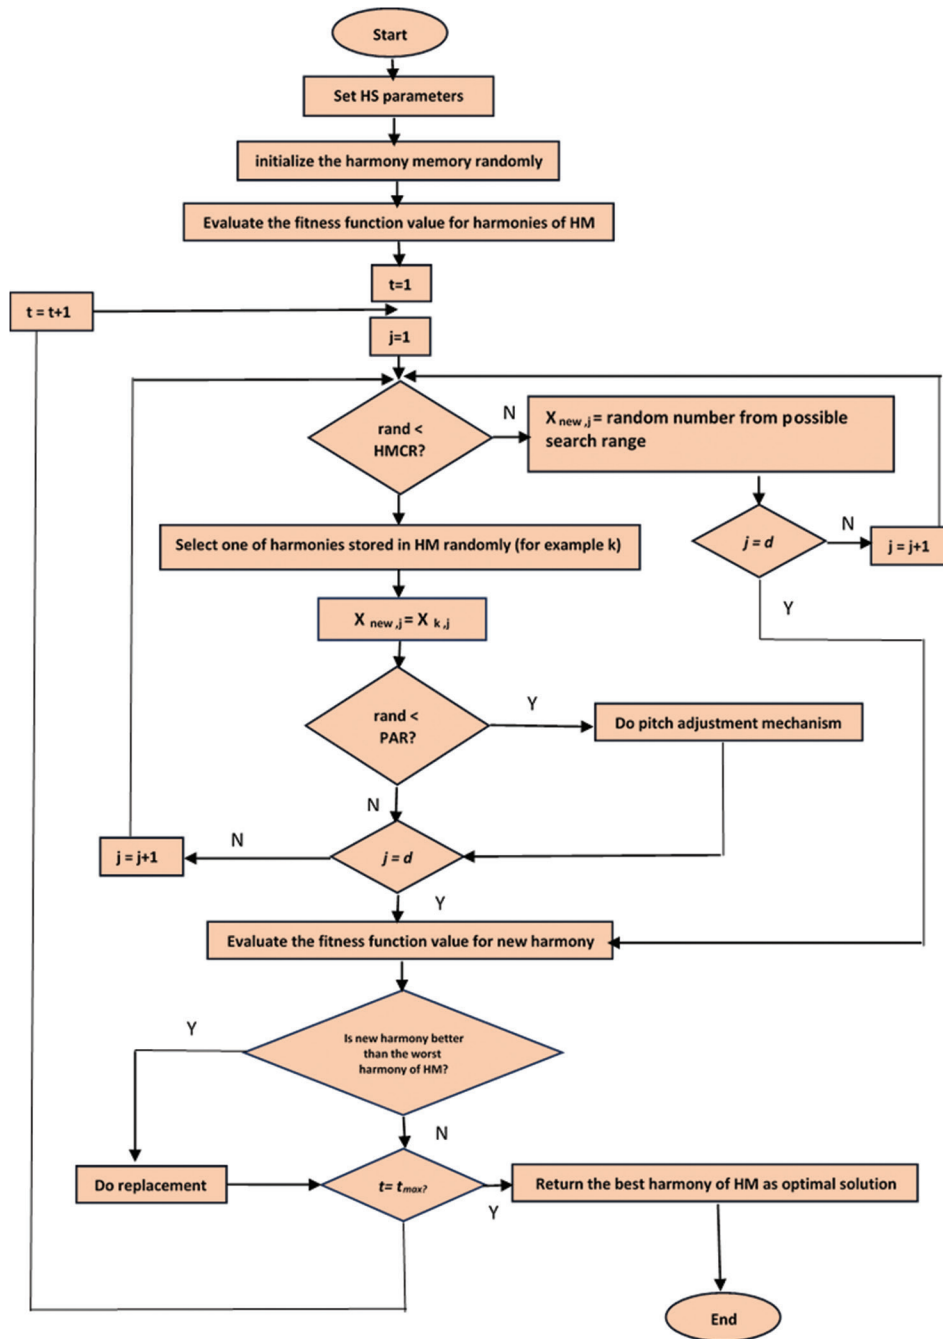 Start
Set HS parameters
initialize the harmony memory randomly
Evaluate the fitness function value for harmonies of HM
t=1
t = t+1
j=1
rand <
HMCR?
N
X new,j = random number from possible
search range
Select one of harmonies stored in HM randomly (for example k)
j = d
N
j = j+1
Y
X new,j = X k,j
rand <
PAR?
Y
Do pitch adjustment mechanism
N
j = d
N
j = j+1
Y
Evaluate the fitness function value for new harmony
Is new harmony better
than the worst
harmony of HM?
Y
N
Do replacement
t= tmax?
Y
Return the best harmony of HM as optimal solution
End